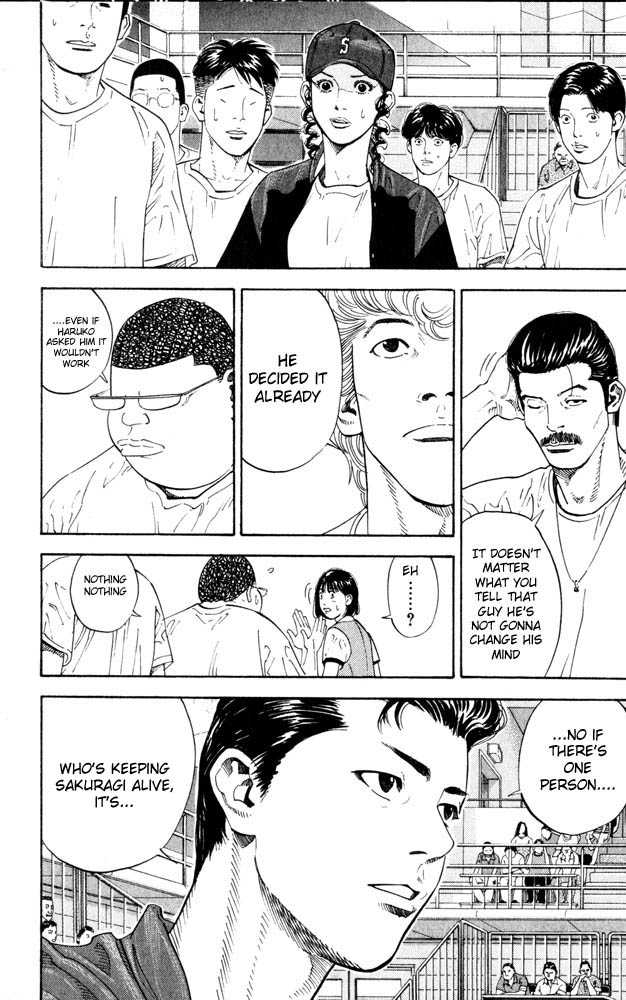 S
IT DOESN'T
MATTER
WHAT YOU
TELL THAT
GUY HE'S
NOT GONNA
CHANGE HIS
MIND
HE
DECIDED IT
ALREADY
....EVEN IF
HARUKO
ASKED HIM IT
WOULDN'T
WORK
EH
......
?
NOTHING
NOTHING
...NO IF
THERE'S
ONE
PERSON....
WHO'S KEEPING
SAKURAGI ALIVE,
IT'S...